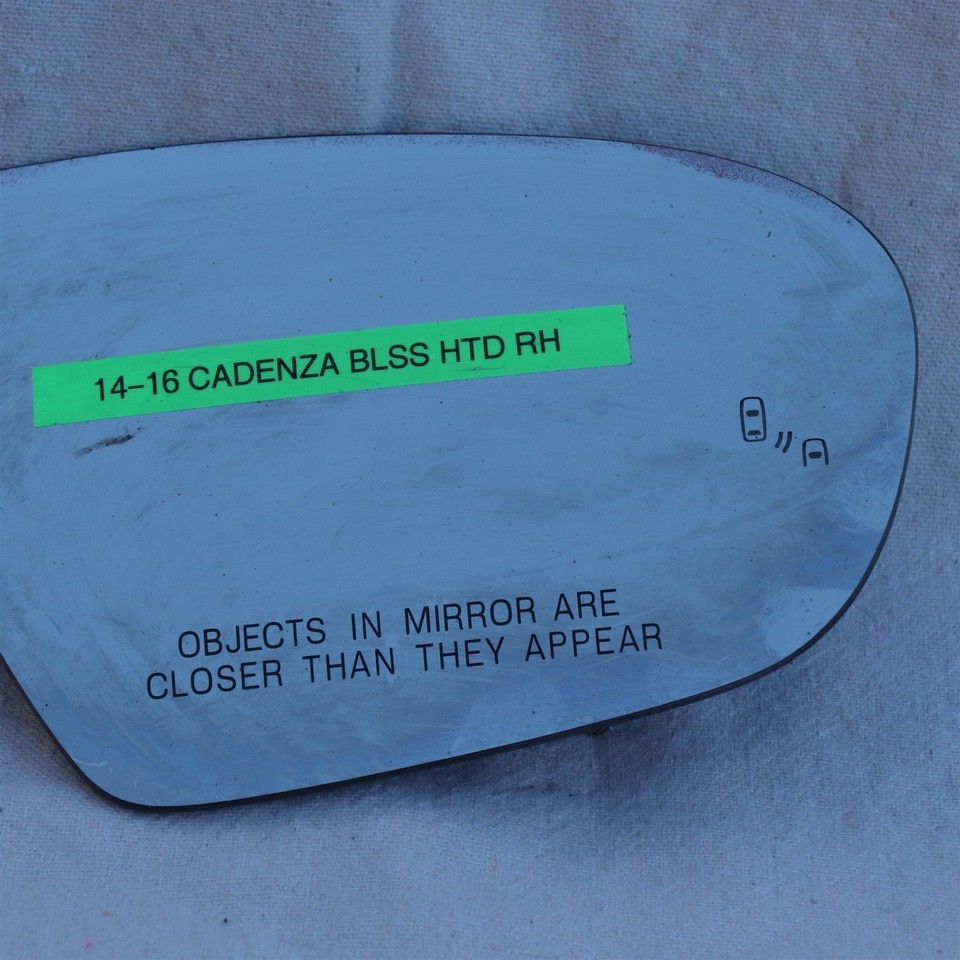 14-16 CADENZA BLSS HTD RH
OBJECTS IN MIRROR ARE
CLOSER THAN THEY APPEAR